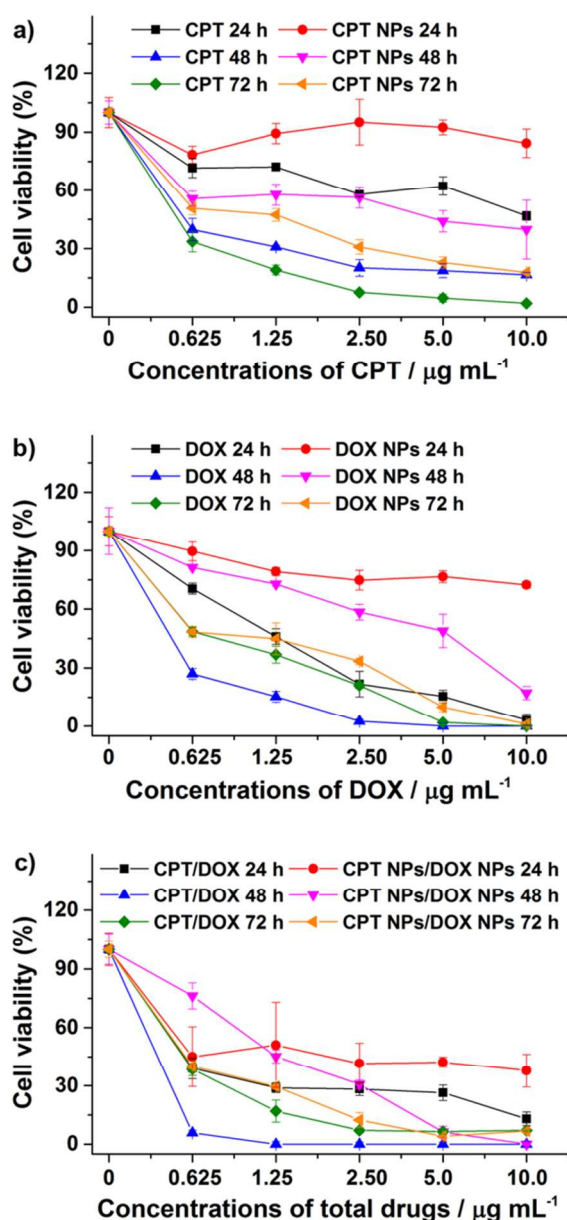 a)
CPT 24 h CPT NPs 24 h
CPT 48 h CPT NPs 48 h
CPT 72 h CPT NPs 72 h
Cell viability (%)
120
90
60
30
0
0 0.625 1.25 2.50 5.0 10.0
Concentrations of CPT / μg mL⁻¹
b)
DOX 24 h DOX NPs 24 h
DOX 48 h DOX NPs 48 h
DOX 72 h DOX NPs 72 h
Cell viability (%)
120
90
60
30
0
0 0.625 1.25 2.50 5.0 10.0
Concentrations of DOX / μg mL⁻¹
c)
CPT/DOX 24 h CPT NPs/DOX NPs 24 h
CPT/DOX 48 h CPT NPs/DOX NPs 48 h
CPT/DOX 72 h CPT NPs/DOX NPs 72 h
Cell viability (%)
120
90
60
30
0
0 0.625 1.25 2.50 5.0 10.0
Concentrations of total drugs / μg mL⁻¹